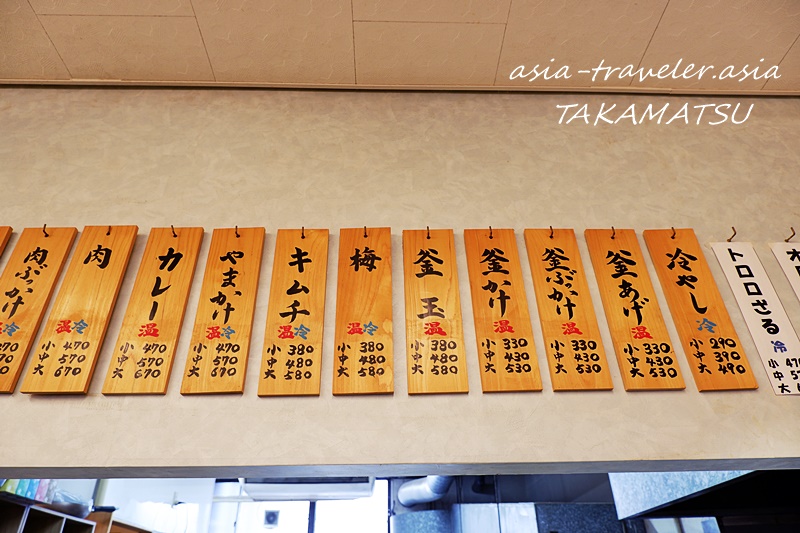 asia-traveler.asia
TAKAMATSU
肉ぶっかけ
温冷
小 470
中 570
大 670
肉
温冷
小 470
中 570
大 670
カレー
温
小 470
中 570
大 670
やまかけ
温冷
小 470
中 570
大 670
キムチ
温冷
小 380
中 480
大 580
梅
温冷
小 380
中 480
大 580
釜玉
温
小 380
中 480
大 580
釜かけ
温
小 330
中 430
大 530
釜ぶっかけ
温
小 330
中 430
大 530
釜あげ
温
小 330
中 430
大 530
冷やし
冷
小 290
中 390
大 490
トロロざる
冷
小
中
大